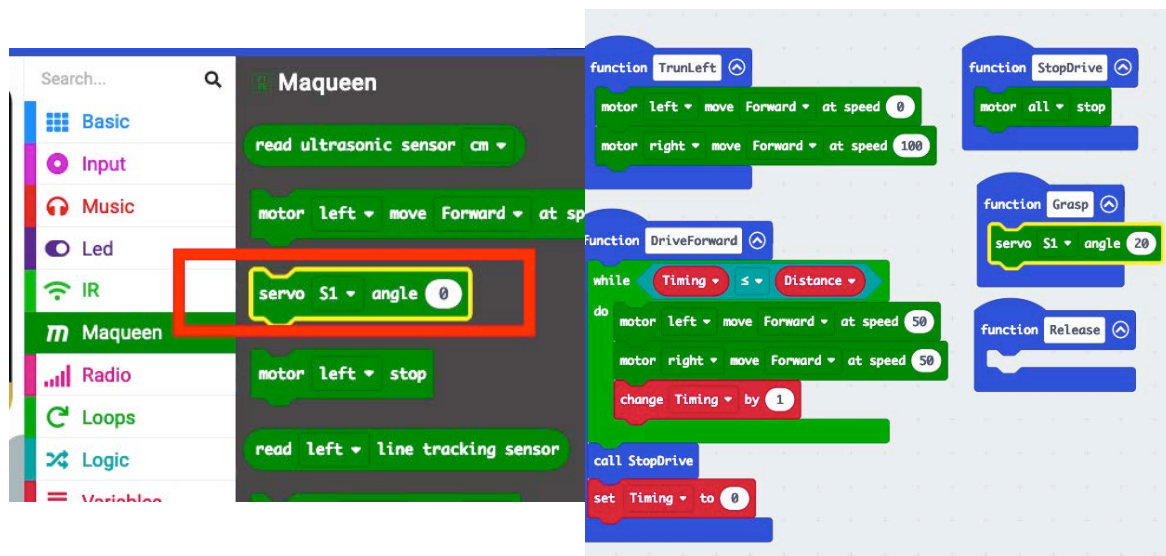 Search...
Basic
Input
Music
Led
IR
Maqueen
Radio
Loops
Logic
Variables
Maqueen
read ultrasonic sensor cm
motor left move Forward at sp
servo S1 angle 0
motor left stop
read left line tracking sensor
function TrunLeft
motor left move Forward at speed 0
motor right move Forward at speed 100
function DriveForward
while Timing ≤ Distance
do
motor left move Forward at speed 50
motor right move Forward at speed 50
change Timing by 1
call StopDrive
set Timing to 0
function StopDrive
motor all stop
function Grasp
servo S1 angle 20
function Release